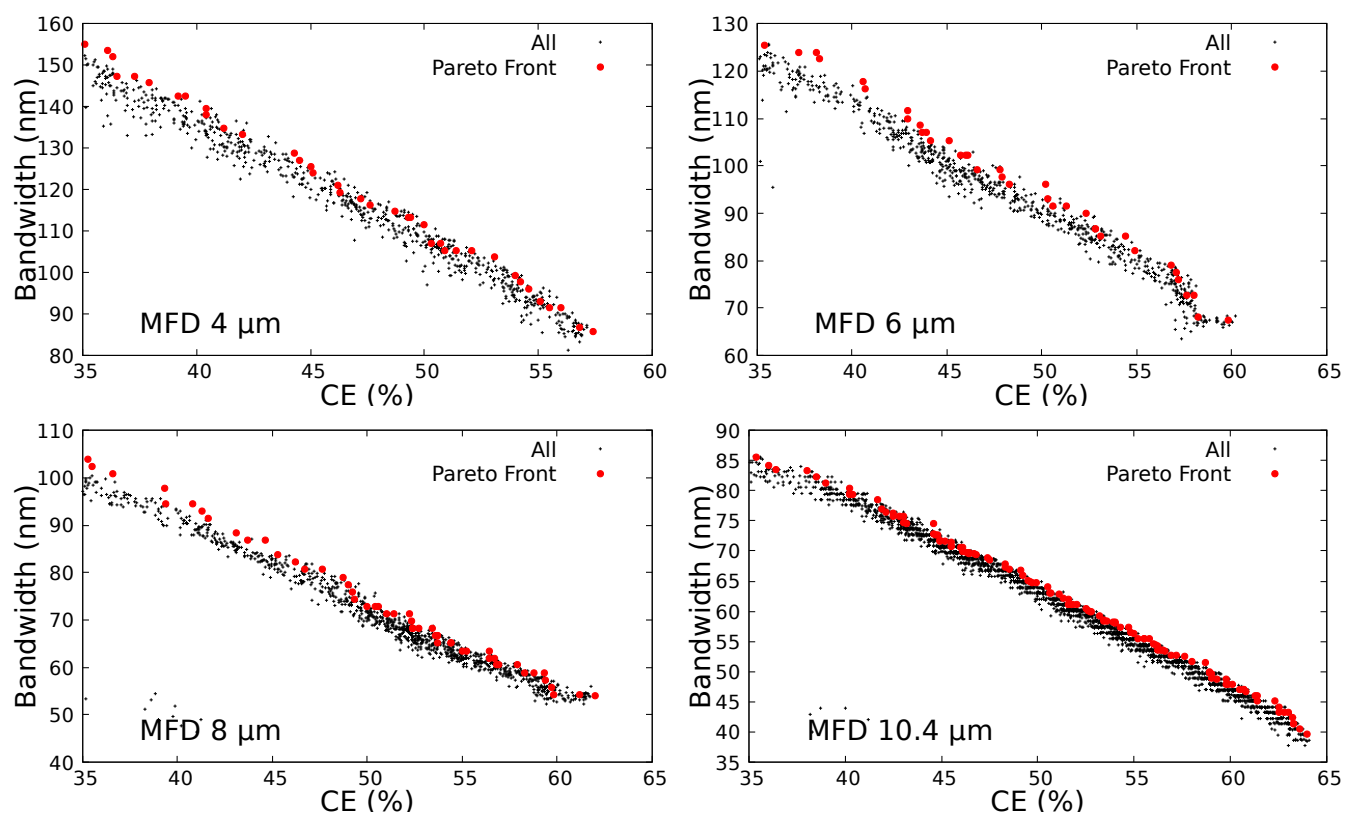 160
150
140
130
120
110
100
90
80
Bandwidth (nm)
All
Pareto Front
MFD 4 µm
35 40 45 50 55 60
CE (%)
130
120
110
100
90
80
70
60
Bandwidth (nm)
All
Pareto Front
MFD 6 µm
35 40 45 50 55 60 65
CE (%)
110
100
90
80
70
60
50
40
Bandwidth (nm)
All
Pareto Front
MFD 8 µm
35 40 45 50 55 60 65
CE (%)
90
85
80
75
70
65
60
55
50
45
40
35
Bandwidth (nm)
All
Pareto Front
MFD 10.4 µm
35 40 45 50 55 60 65
CE (%)